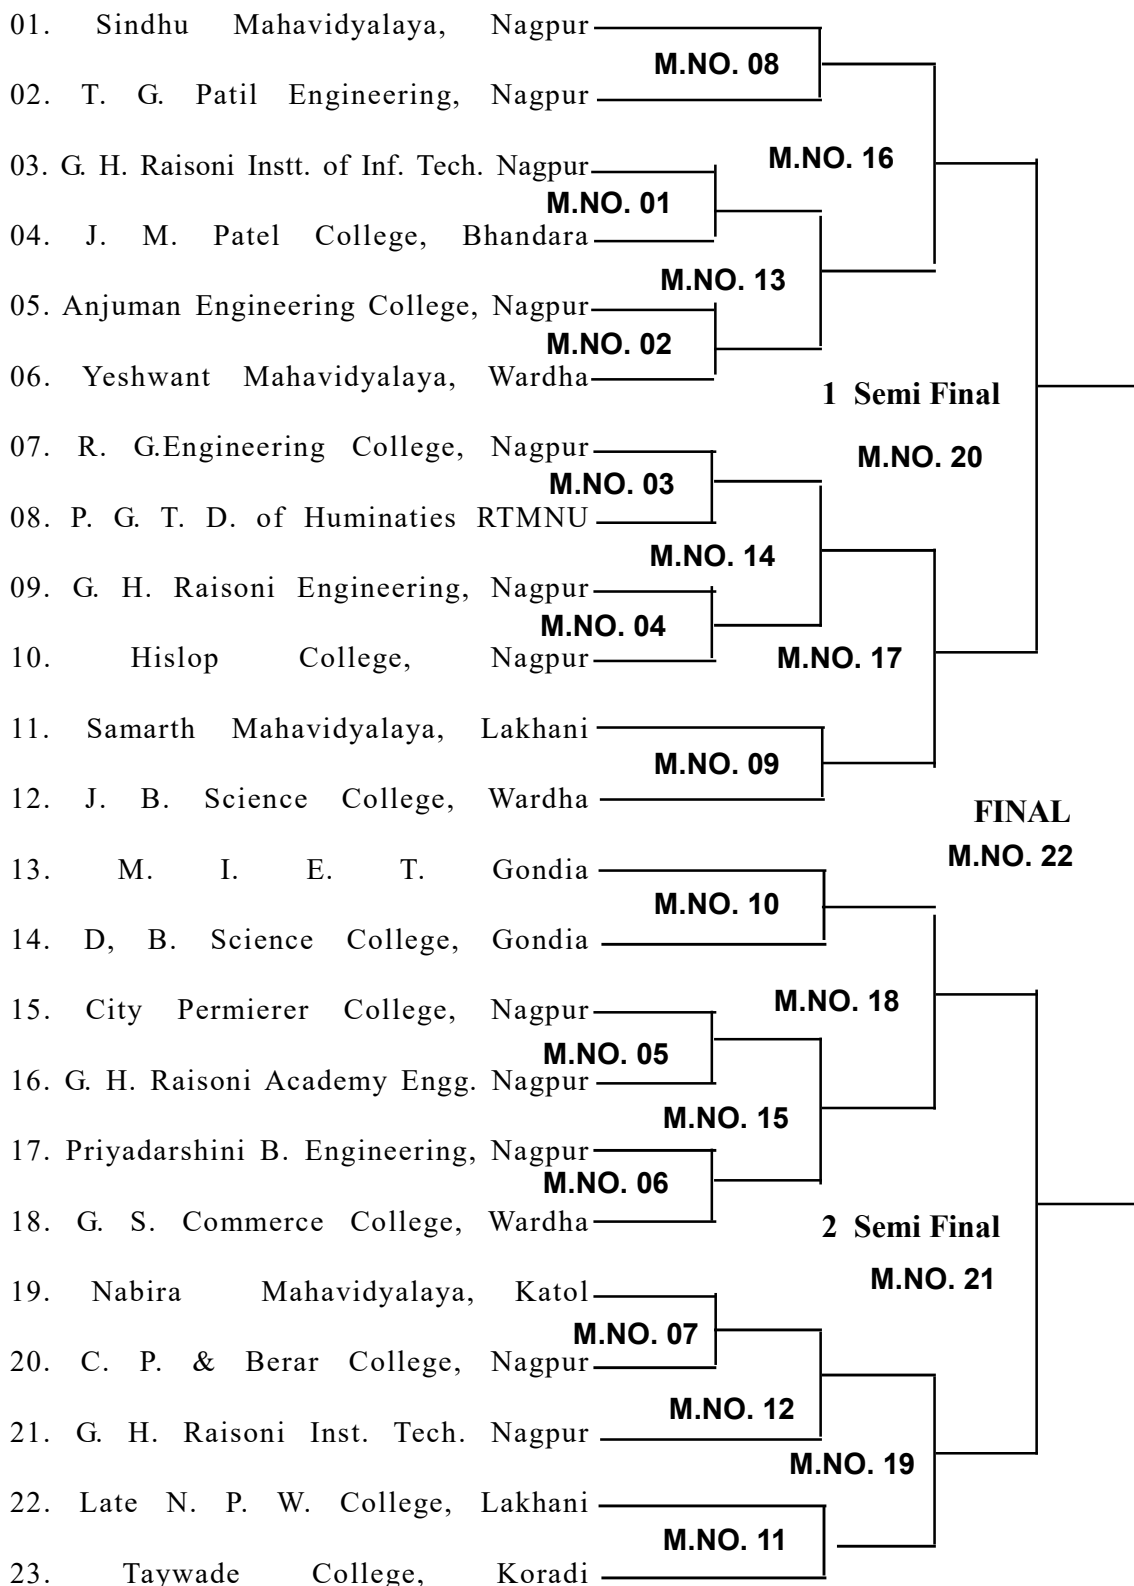 01. Sindhu Mahavidyalaya, Nagpur
M.NO. 08
02. T. G. Patil Engineering, Nagpur
M.NO. 16
03. G. H. Raisoni Instt. of Inf. Tech. Nagpur
M.NO. 01
04. J. M. Patel College, Bhandara
M.NO. 13
05. Anjuman Engineering College, Nagpur
M.NO. 02
06. Yeshwant Mahavidyalaya, Wardha
1 Semi Final
07. R. G.Engineering College, Nagpur
M.NO. 20
M.NO. 03
08. P. G. T. D. of Huminaties RTMNU
M.NO. 14
09. G. H. Raisoni Engineering, Nagpur
M.NO. 04
10. Hislop College, Nagpur
M.NO. 17
11. Samarth Mahavidyalaya, Lakhani
M.NO. 09
12. J. B. Science College, Wardha
FINAL
M.NO. 22
13. M. I. E. T. Gondia
M.NO. 10
14. D, B. Science College, Gondia
M.NO. 18
15. City Permierer College, Nagpur
M.NO. 05
16. G. H. Raisoni Academy Engg. Nagpur
M.NO. 15
17. Priyadarshini B. Engineering, Nagpur
M.NO. 06
18. G. S. Commerce College, Wardha
2 Semi Final
M.NO. 21
19. Nabira Mahavidyalaya, Katol
M.NO. 07
20. C. P. & Berar College, Nagpur
M.NO. 12
21. G. H. Raisoni Inst. Tech. Nagpur
M.NO. 19
22. Late N. P. W. College, Lakhani
M.NO. 11
23. Taywade College, Koradi